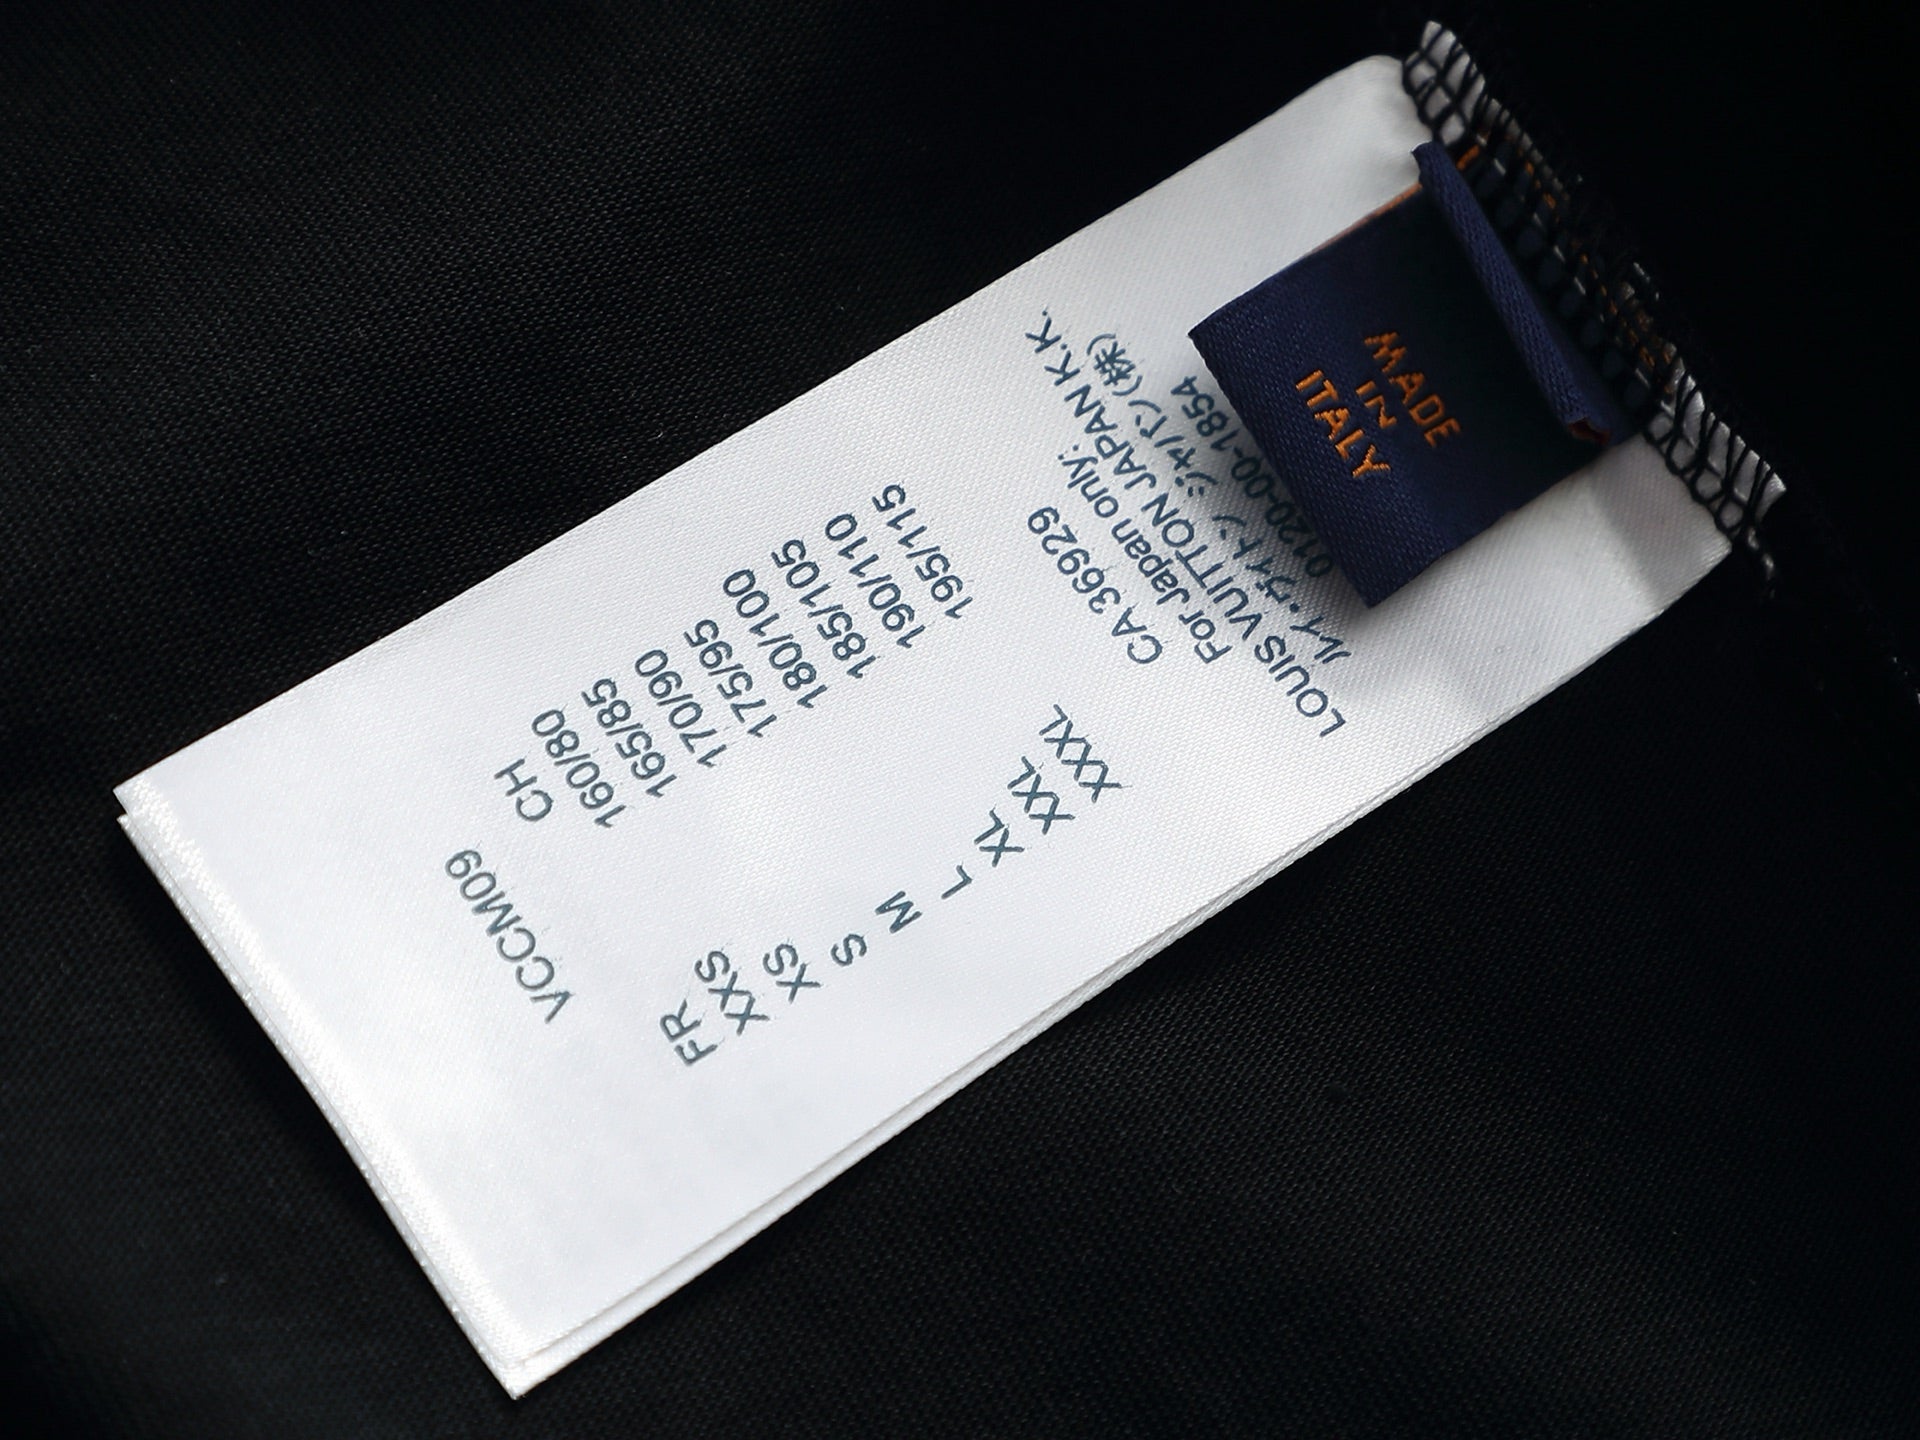 VCCM09
FR CH
XXS 160/80
XS 165/85
S 170/90
M 175/95
L 180/100
XL 185/105
XXL 190/110
XXXL 195/115
CA 36929
For Japan only:
LOUIS VUITTON JAPAN K.K.
ルイ・ヴィトン ジャパン(株)
0120-00-1854
MADE
IN
ITALY